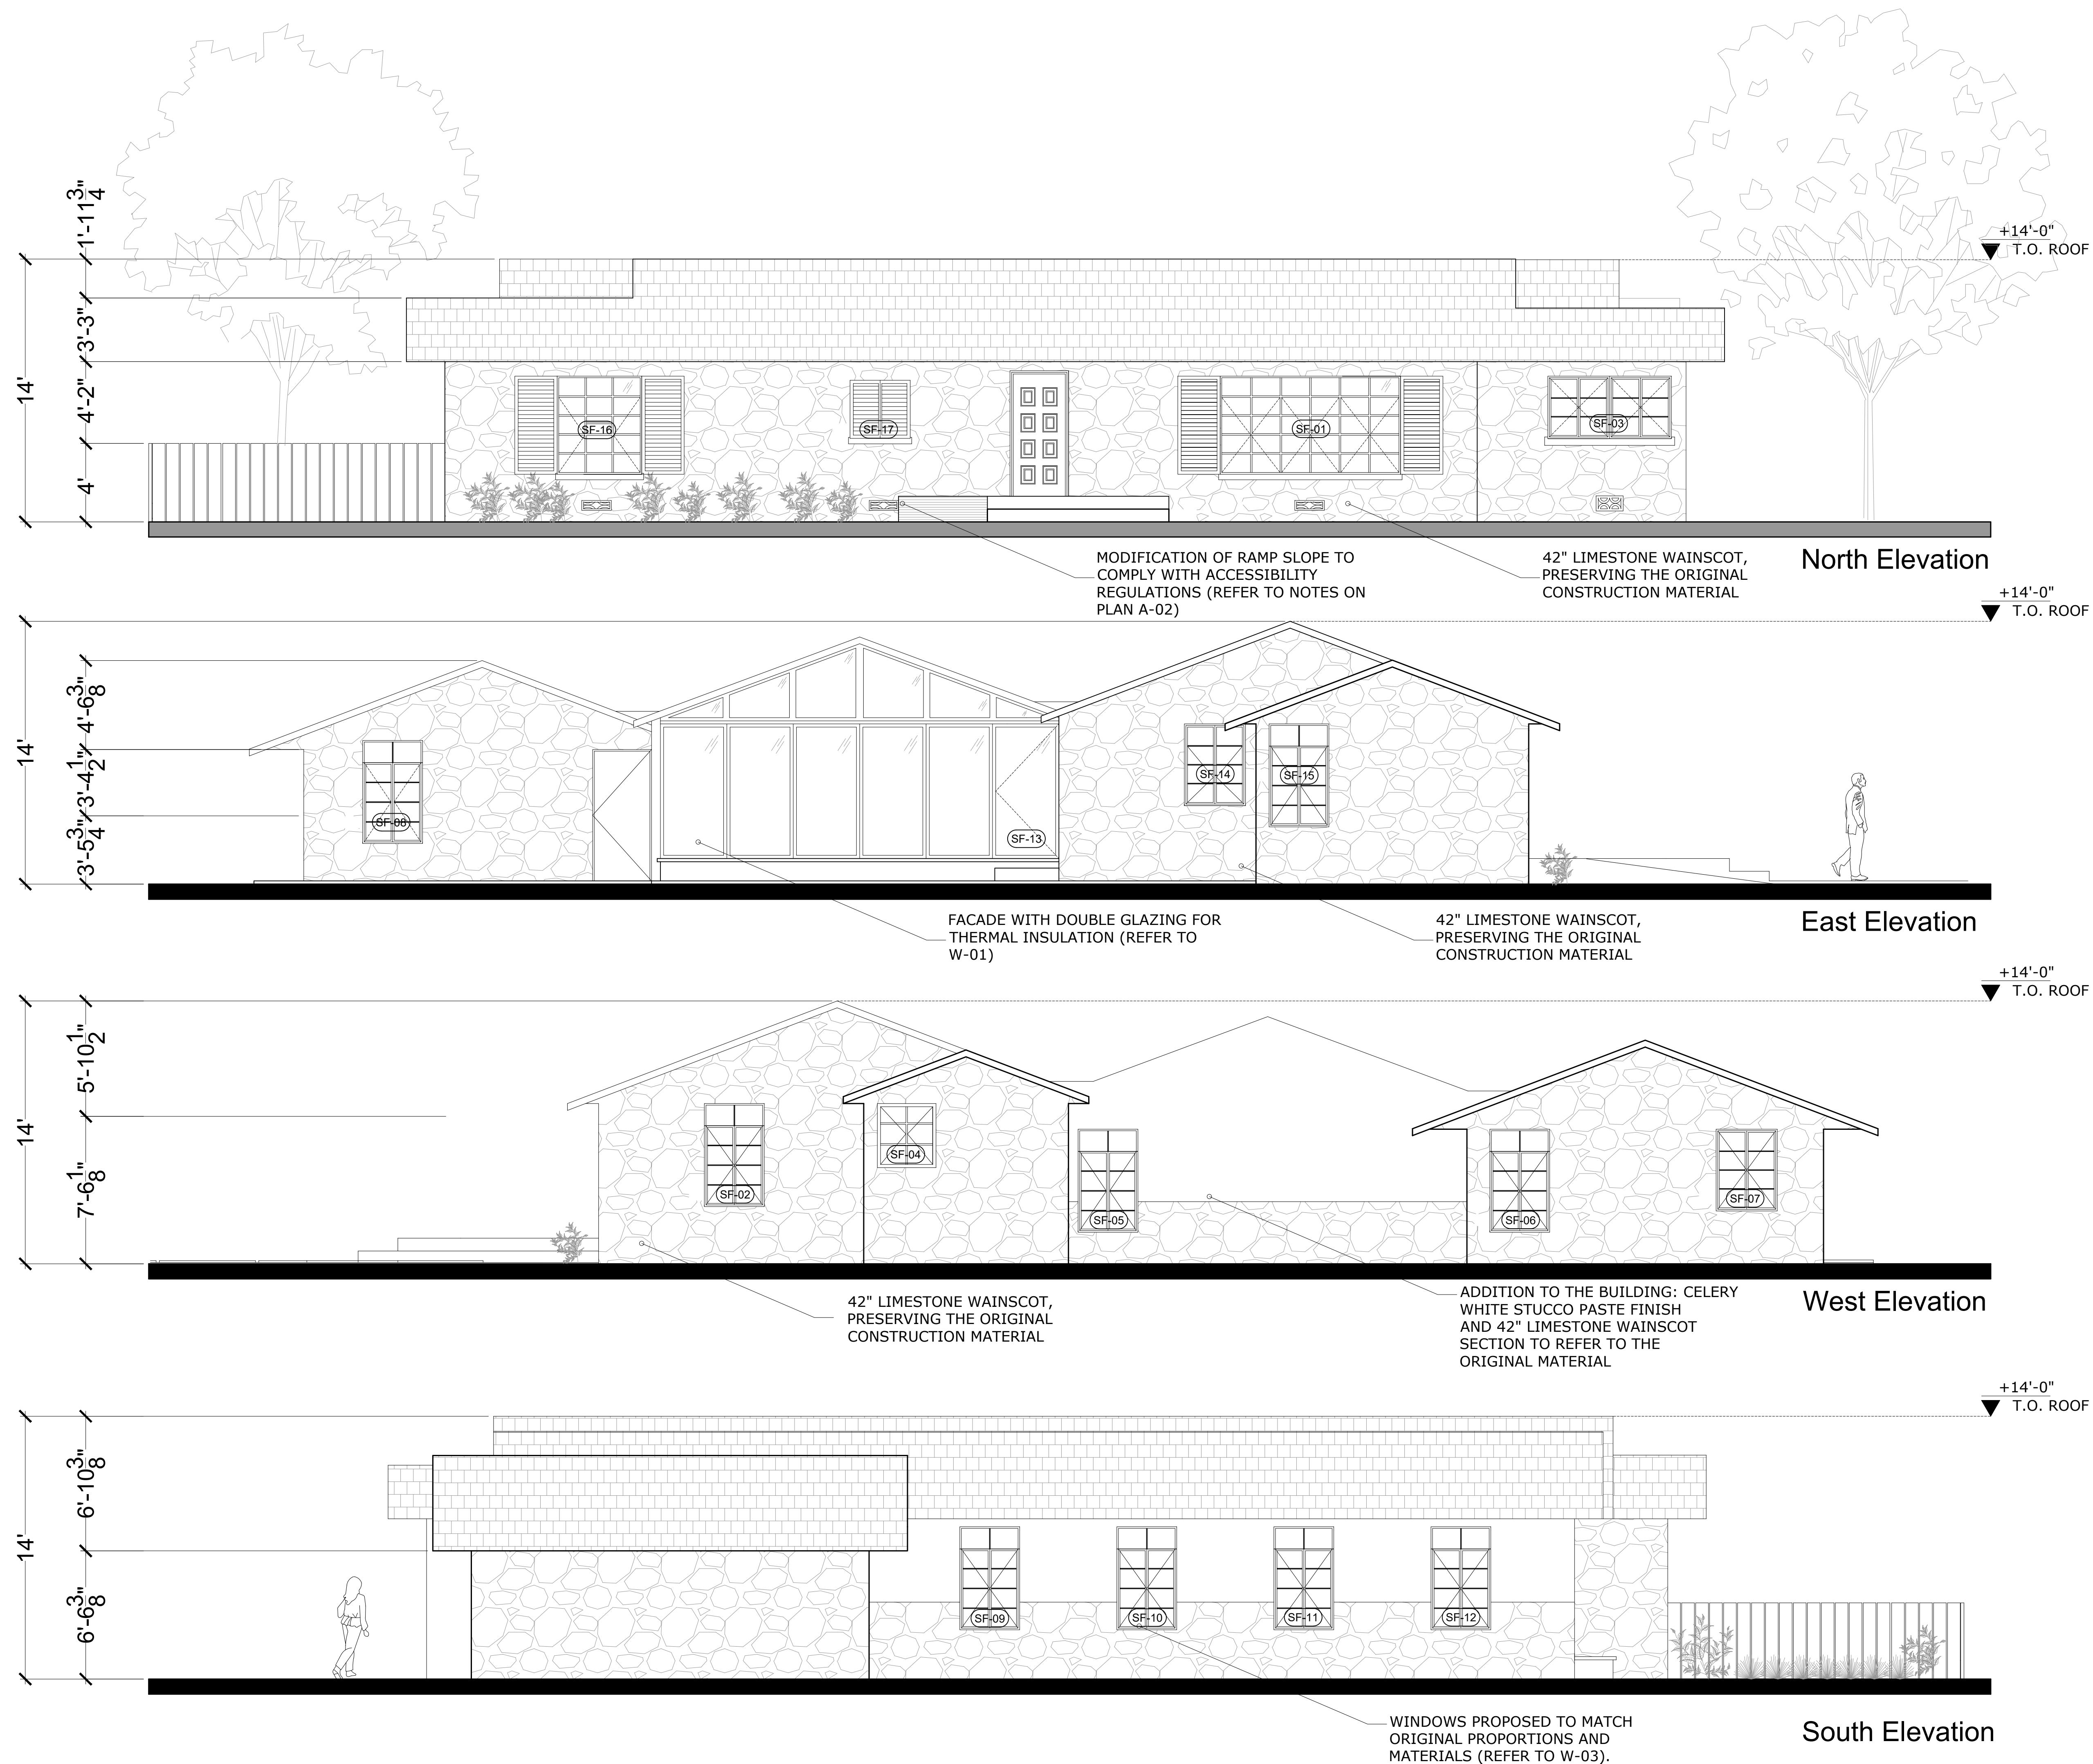 1'-11 3/4"
3'-3"
4'-2"
4'
14'
+14'-0"
T.O. ROOF
SF-16
SF-17
SF-01
SF-03
MODIFICATION OF RAMP SLOPE TO
COMPLY WITH ACCESSIBILITY
REGULATIONS (REFER TO NOTES ON
PLAN A-02)
42" LIMESTONE WAINSCOT,
PRESERVING THE ORIGINAL
CONSTRUCTION MATERIAL
North Elevation
+14'-0"
T.O. ROOF
14'
4'-6 3/8"
3'-4 1/2"
3'-5 3/4"
SF-08
SF-13
SF-14
SF-15
FACADE WITH DOUBLE GLAZING FOR
THERMAL INSULATION (REFER TO
W-01)
42" LIMESTONE WAINSCOT,
PRESERVING THE ORIGINAL
CONSTRUCTION MATERIAL
East Elevation
+14'-0"
T.O. ROOF
14'
5'-10 1/2"
7'-6 1/8"
SF-02
SF-04
SF-05
SF-06
SF-07
42" LIMESTONE WAINSCOT,
PRESERVING THE ORIGINAL
CONSTRUCTION MATERIAL
ADDITION TO THE BUILDING: CELERY
WHITE STUCCO PASTE FINISH
AND 42" LIMESTONE WAINSCOT
SECTION TO REFER TO THE
ORIGINAL MATERIAL
West Elevation
+14'-0"
T.O. ROOF
14'
6'-10 3/8"
6'-6 3/8"
SF-09
SF-10
SF-11
SF-12
WINDOWS PROPOSED TO MATCH
ORIGINAL PROPORTIONS AND
MATERIALS (REFER TO W-03).
South Elevation